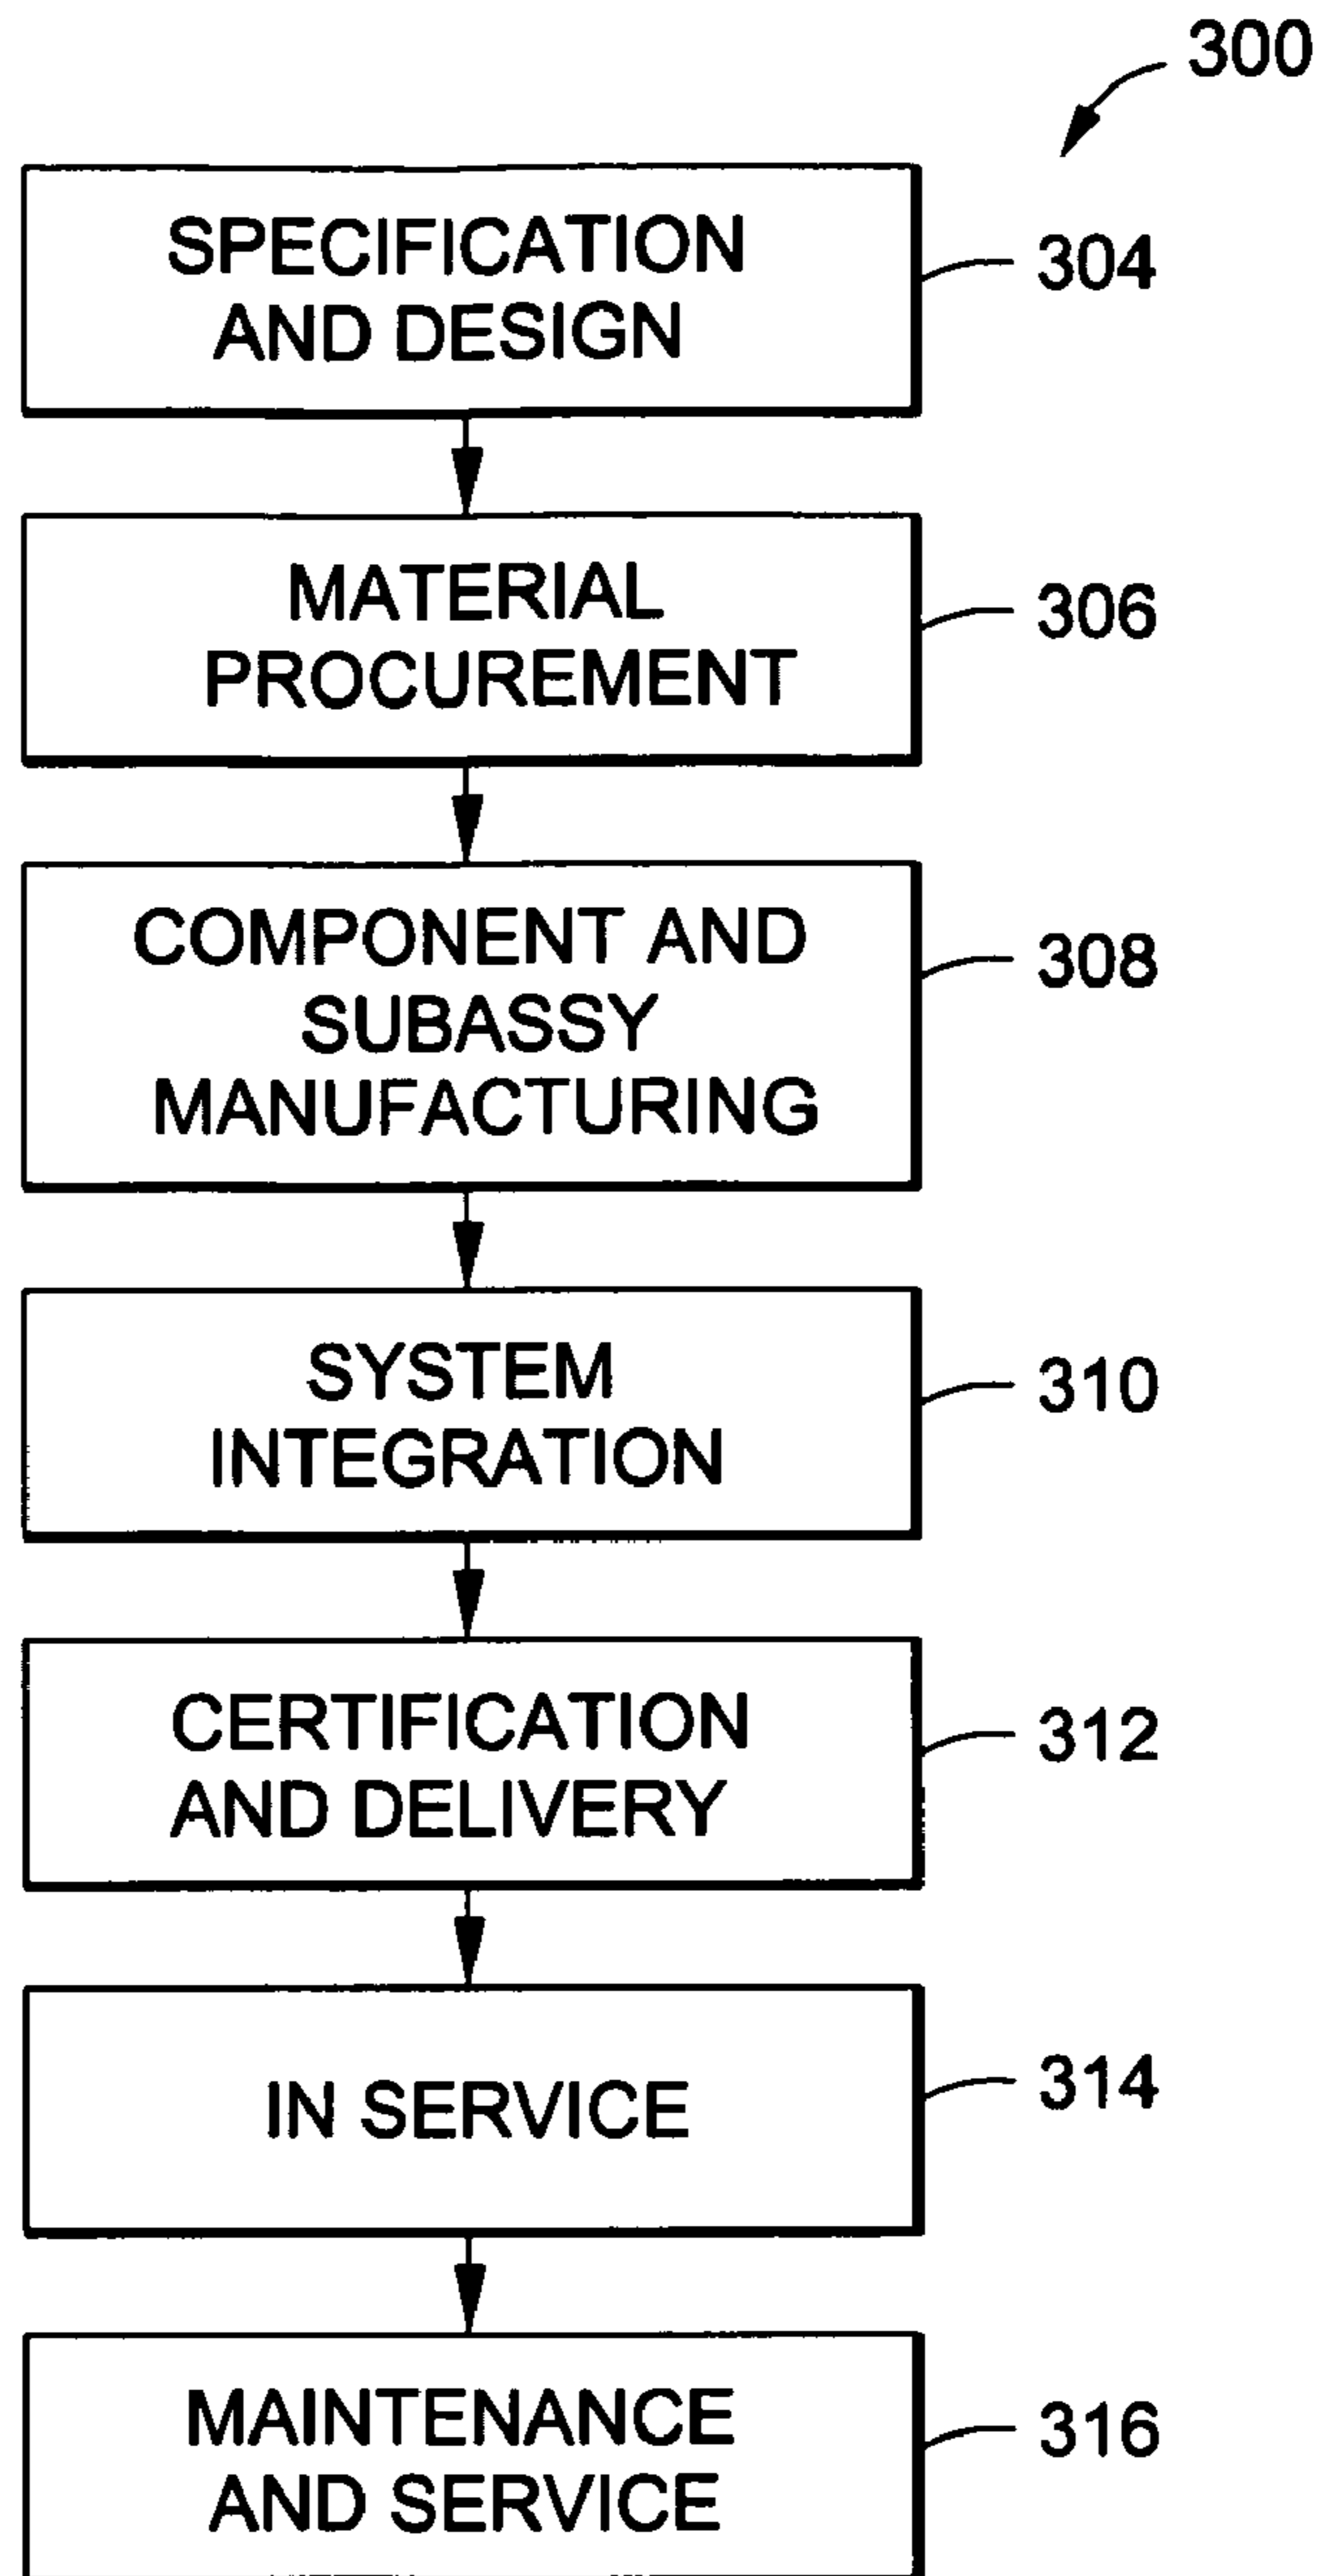 300
SPECIFICATION
AND DESIGN
304
MATERIAL
PROCUREMENT
306
COMPONENT AND
SUBASSY
MANUFACTURING
308
SYSTEM
INTEGRATION
310
CERTIFICATION
AND DELIVERY
312
IN SERVICE
314
MAINTENANCE
AND SERVICE
316